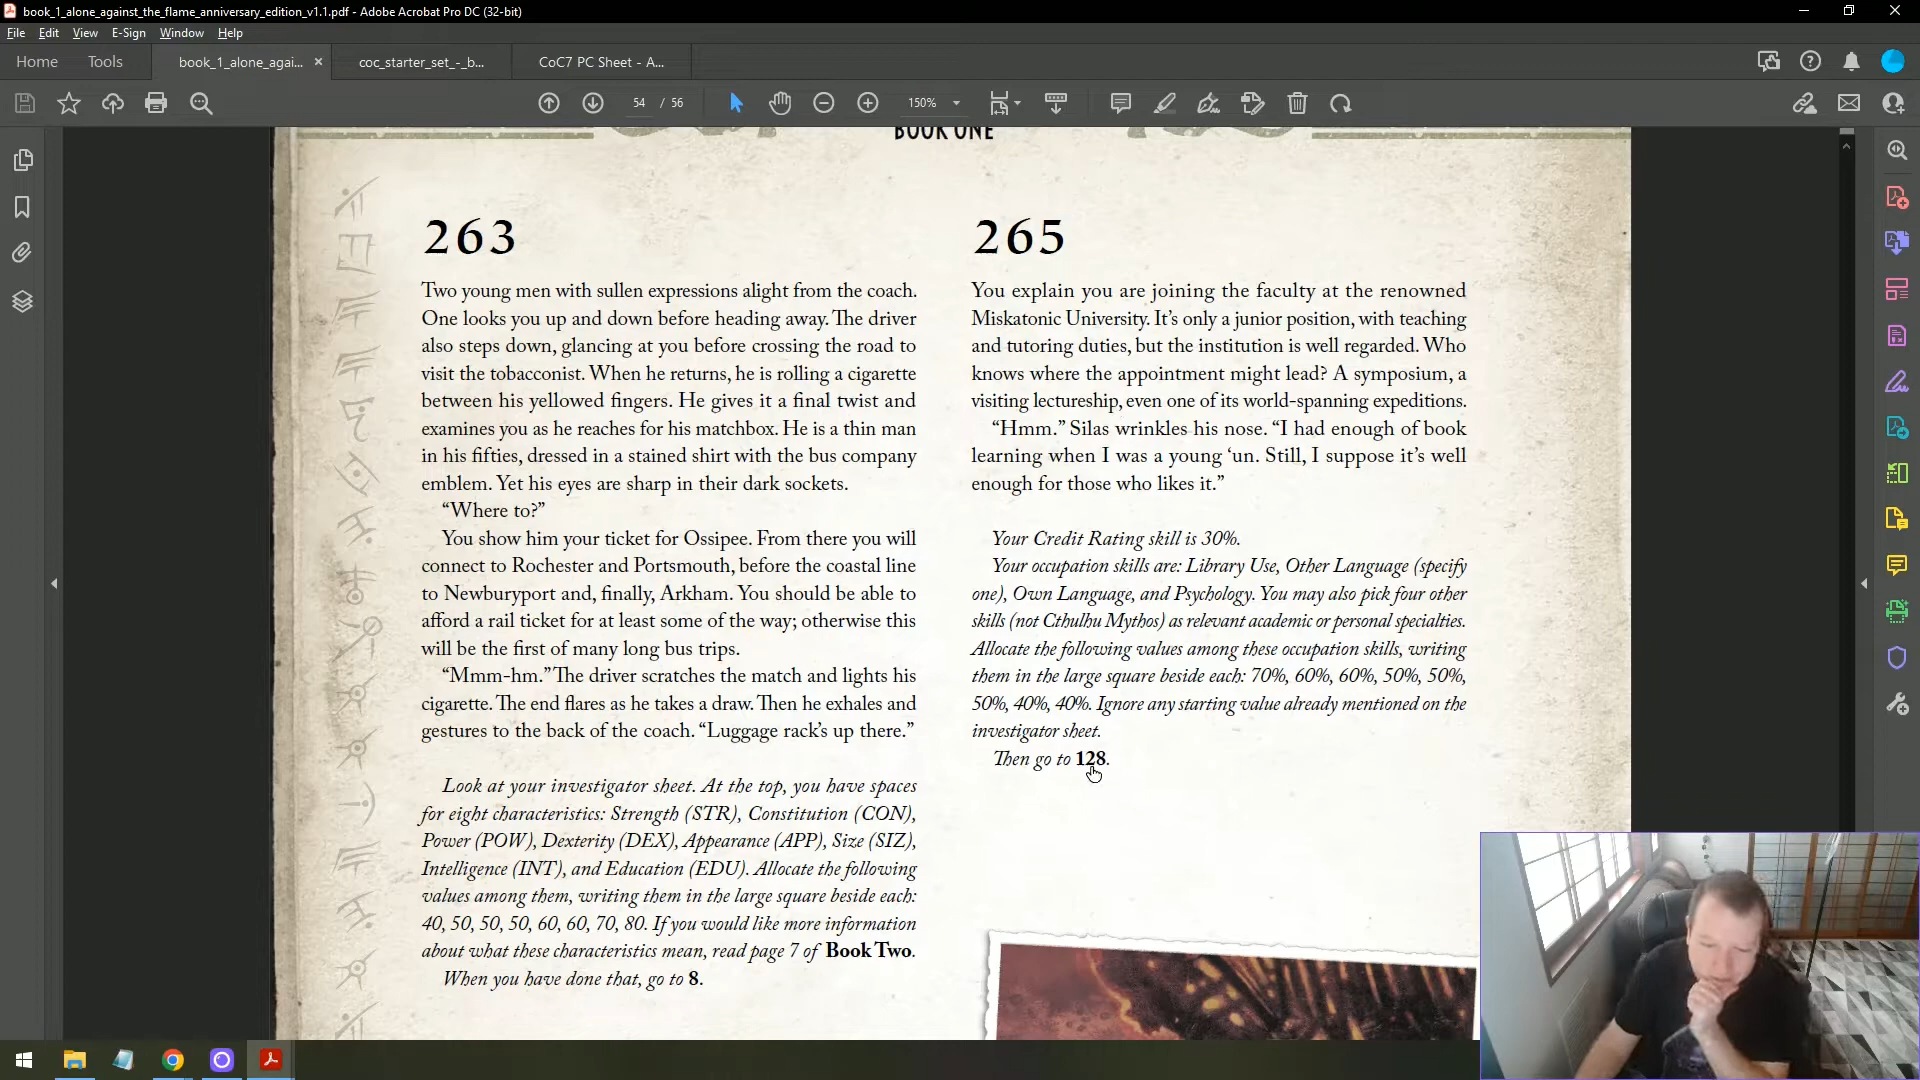 book_1_alone_against_the_flame_anniversary_edition_v1.1.pdf - Adobe Acrobat Pro DC (32-bit)
File Edit View E-Sign Window Help
Home Tools book_1_alone_agai... × coc_starter_set_-_b... CoC7 PC Sheet - A...
54 / 56 150%
BOOK ONE
263
Two young men with sullen expressions alight from the coach.
One looks you up and down before heading away. The driver
also steps down, glancing at you before crossing the road to
visit the tobacconist. When he returns, he is rolling a cigarette
between his yellowed fingers. He gives it a final twist and
examines you as he reaches for his matchbox. He is a thin man
in his fifties, dressed in a stained shirt with the bus company
emblem. Yet his eyes are sharp in their dark sockets.
“Where to?”
You show him your ticket for Ossipee. From there you will
connect to Rochester and Portsmouth, before the coastal line
to Newburyport and, finally, Arkham. You should be able to
afford a rail ticket for at least some of the way; otherwise this
will be the first of many long bus trips.
“Mmm-hm.” The driver scratches the match and lights his
cigarette. The end flares as he takes a draw. Then he exhales and
gestures to the back of the coach. “Luggage rack’s up there.”
Look at your investigator sheet. At the top, you have spaces
for eight characteristics: Strength (STR), Constitution (CON),
Power (POW), Dexterity (DEX), Appearance (APP), Size (SIZ),
Intelligence (INT), and Education (EDU). Allocate the following
values among them, writing them in the large square beside each:
40, 50, 50, 50, 60, 60, 70, 80. If you would like more information
about what these characteristics mean, read page 7 of Book Two.
When you have done that, go to 8.
265
You explain you are joining the faculty at the renowned
Miskatonic University. It’s only a junior position, with teaching
and tutoring duties, but the institution is well regarded. Who
knows where the appointment might lead? A symposium, a
visiting lectureship, even one of its world-spanning expeditions.
“Hmm.” Silas wrinkles his nose. “I had enough of book
learning when I was a young ‘un. Still, I suppose it’s well
enough for those who likes it.”
Your Credit Rating skill is 30%.
Your occupation skills are: Library Use, Other Language (specify
one), Own Language, and Psychology. You may also pick four other
skills (not Cthulhu Mythos) as relevant academic or personal specialties.
Allocate the following values among these occupation skills, writing
them in the large square beside each: 70%, 60%, 60%, 50%, 50%,
50%, 40%, 40%. Ignore any starting value already mentioned on the
investigator sheet.
Then go to 128.